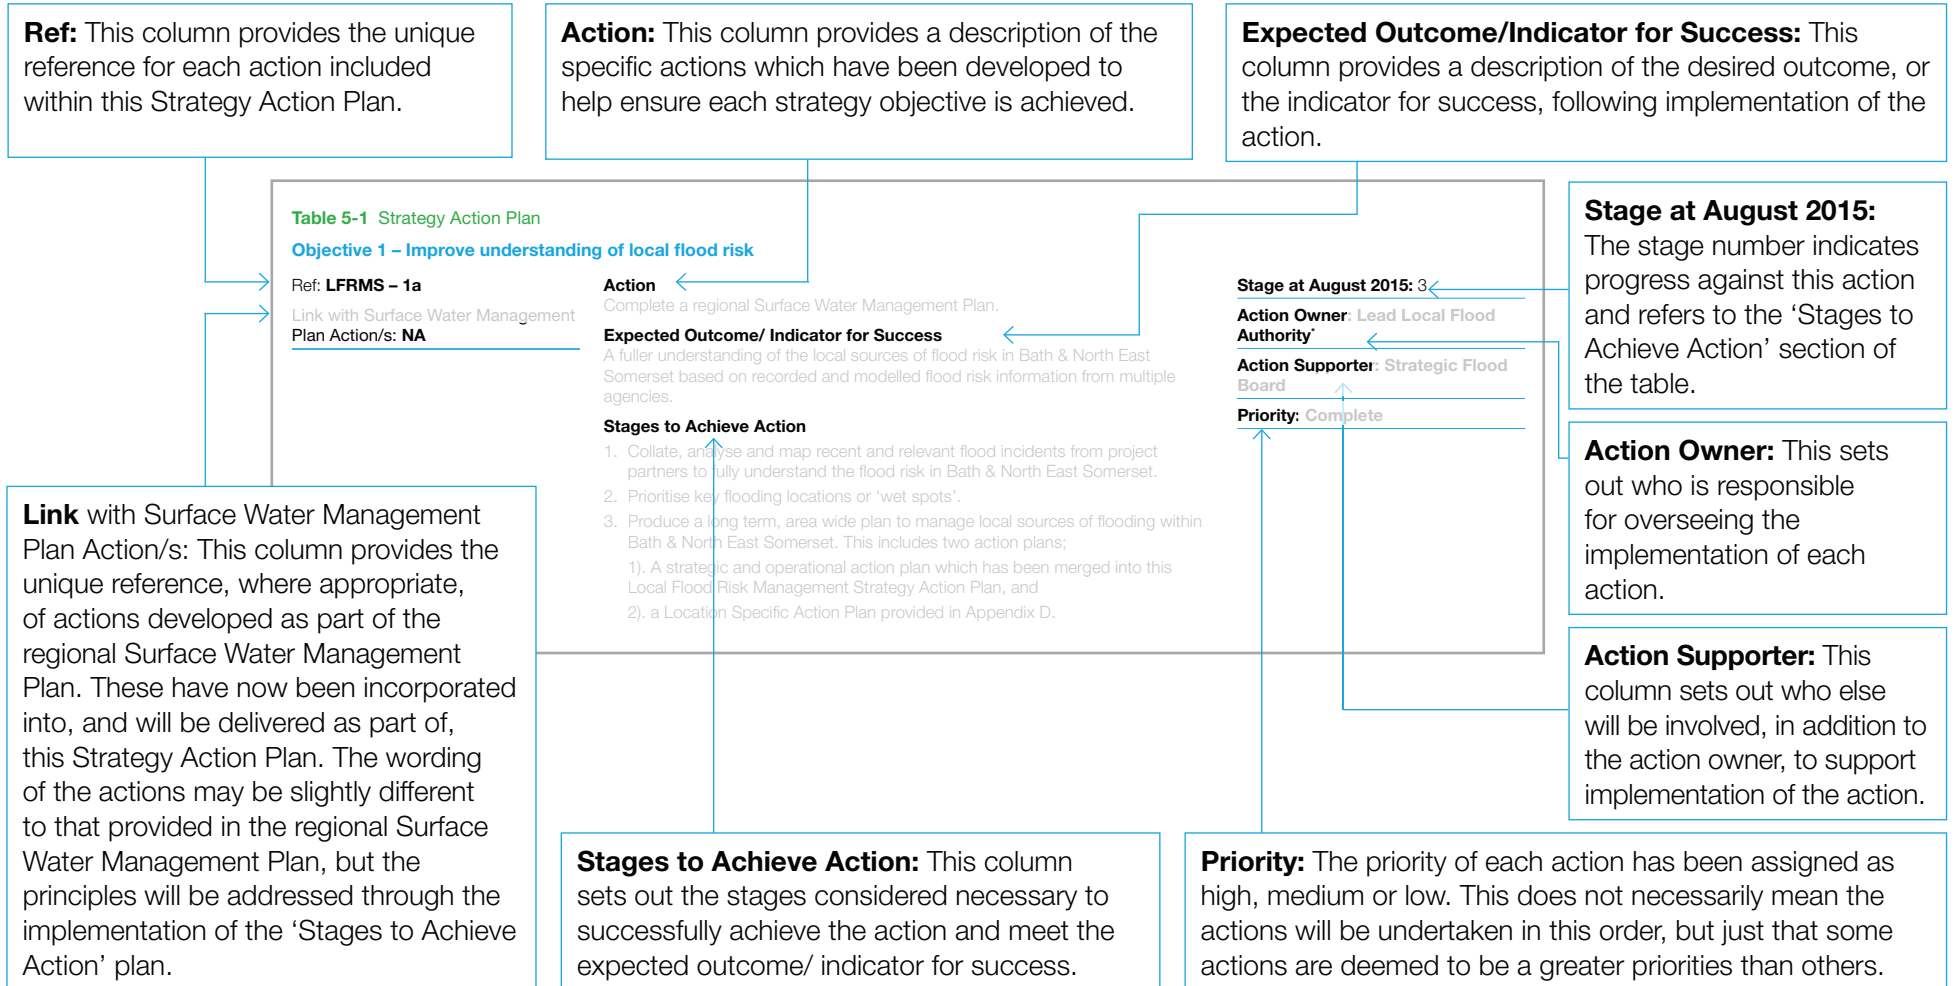 Ref: This column provides the unique
reference for each action included
within this Strategy Action Plan.
Action: This column provides a description of the
specific actions which have been developed to
help ensure each strategy objective is achieved.
Expected Outcome/Indicator for Success: This
column provides a description of the desired outcome, or
the indicator for success, following implementation of the
action.
Table 5-1 Strategy Action Plan
Objective 1 – Improve understanding of local flood risk
Ref: LFRMS – 1a
Link with Surface Water Management
Plan Action/s: NA
Action
Complete a regional Surface Water Management Plan.
Expected Outcome/ Indicator for Success
A fuller understanding of the local sources of flood risk in Bath & North East
Somerset based on recorded and modelled flood risk information from multiple
agencies.
Stages to Achieve Action
1. Collate, analyse and map recent and relevant flood incidents from project
partners to fully understand the flood risk in Bath & North East Somerset.
2. Prioritise key flooding locations or ‘wet spots’.
3. Produce a long term, area wide plan to manage local sources of flooding within
Bath & North East Somerset. This includes two action plans;
1). A strategic and operational action plan which has been merged into this
Local Flood Risk Management Strategy Action Plan, and
2). a Location Specific Action Plan provided in Appendix D.
Stage at August 2015: 3
Action Owner: Lead Local Flood
Authority*
Action Supporter: Strategic Flood
Board
Priority: Complete
Stage at August 2015:
The stage number indicates
progress against this action
and refers to the ‘Stages to
Achieve Action’ section of
the table.
Action Owner: This sets
out who is responsible
for overseeing the
implementation of each
action.
Action Supporter: This
column sets out who else
will be involved, in addition to
the action owner, to support
implementation of the action.
Link with Surface Water Management
Plan Action/s: This column provides the
unique reference, where appropriate,
of actions developed as part of the
regional Surface Water Management
Plan. These have now been incorporated
into, and will be delivered as part of,
this Strategy Action Plan. The wording
of the actions may be slightly different
to that provided in the regional Surface
Water Management Plan, but the
principles will be addressed through the
implementation of the ‘Stages to Achieve
Action’ plan.
Stages to Achieve Action: This column
sets out the stages considered necessary to
successfully achieve the action and meet the
expected outcome/ indicator for success.
Priority: The priority of each action has been assigned as
high, medium or low. This does not necessarily mean the
actions will be undertaken in this order, but just that some
actions are deemed to be a greater priorities than others.